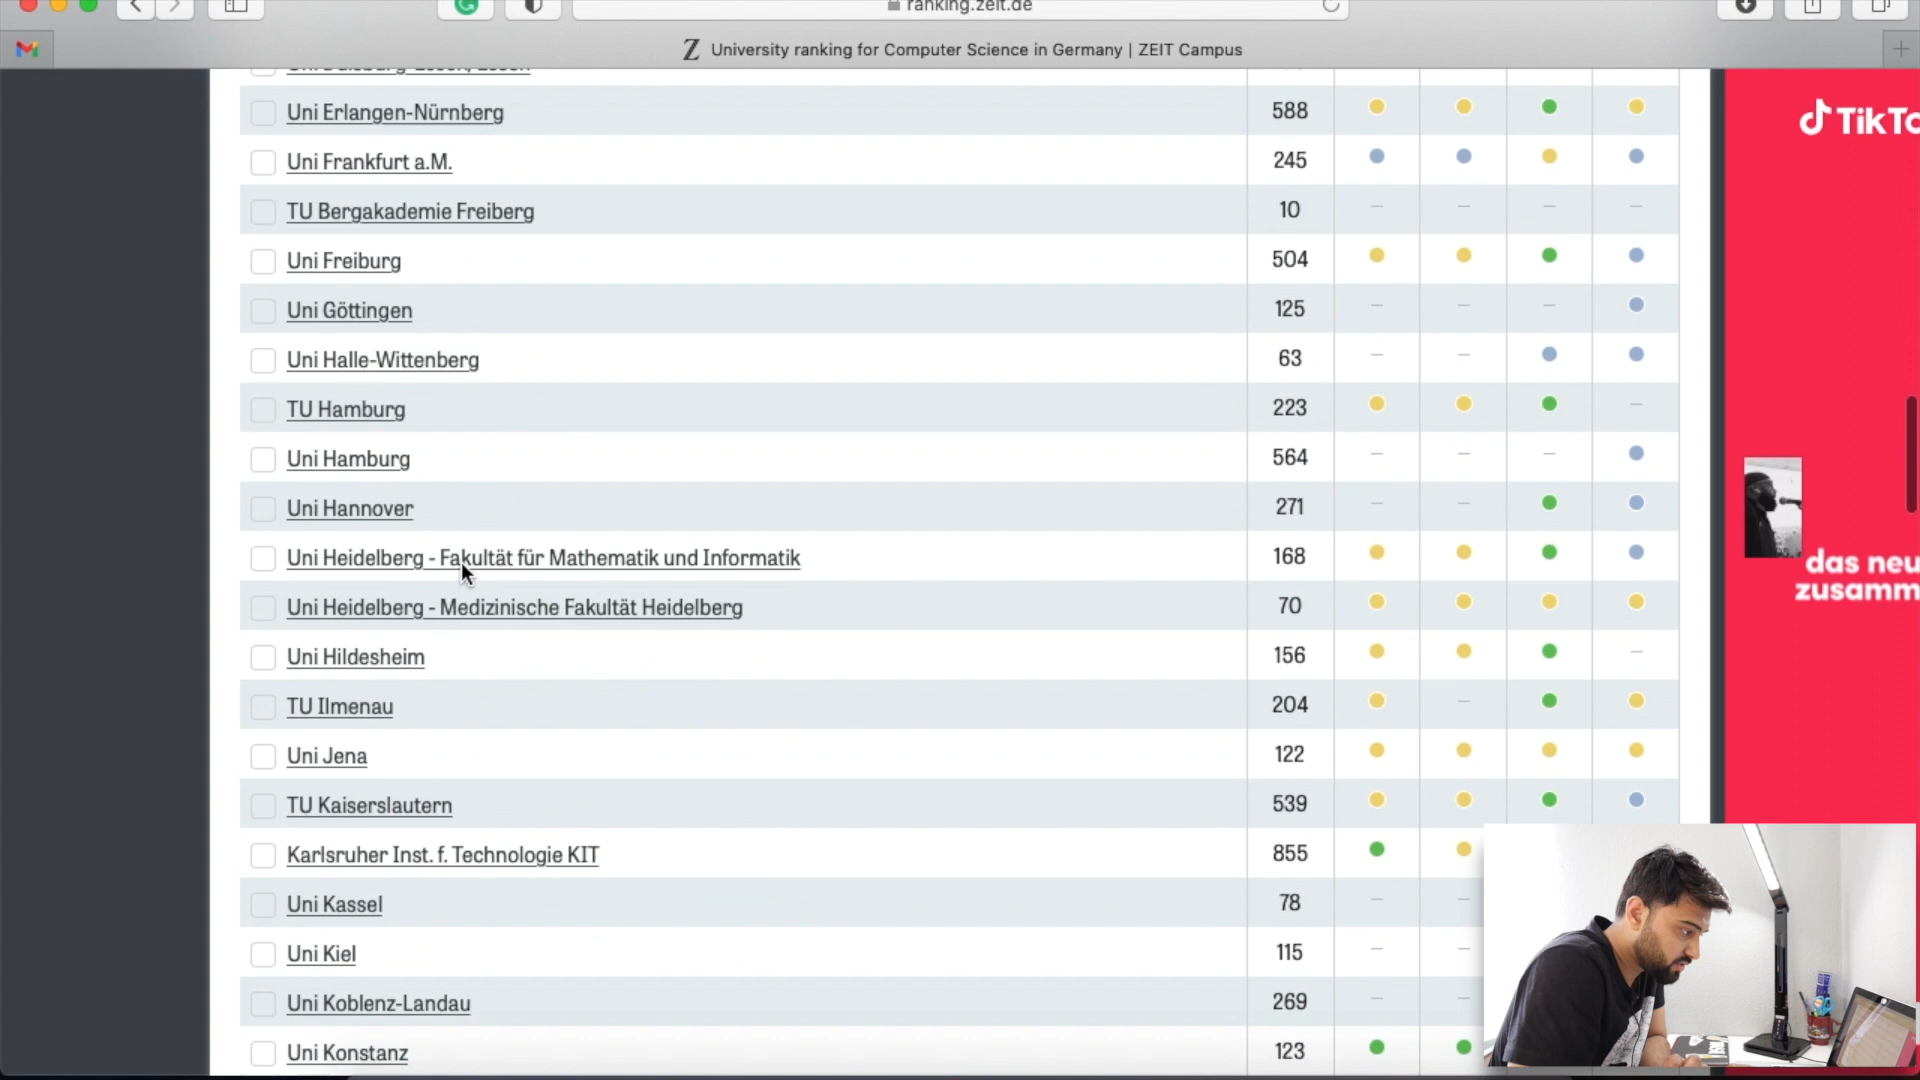 ranking.zeit.de
University ranking for Computer Science in Germany | ZEIT Campus
Uni Erlangen-Nürnberg 588
Uni Frankfurt a.M. 245
TU Bergakademie Freiberg 10
Uni Freiburg 504
Uni Göttingen 125
Uni Halle-Wittenberg 63
TU Hamburg 223
Uni Hamburg 564
Uni Hannover 271
Uni Heidelberg - Fakultät für Mathematik und Informatik 168
Uni Heidelberg - Medizinische Fakultät Heidelberg 70
Uni Hildesheim 156
TU Ilmenau 204
Uni Jena 122
TU Kaiserslautern 539
Karlsruher Inst. f. Technologie KIT 855
Uni Kassel 78
Uni Kiel 115
Uni Koblenz-Landau 269
Uni Konstanz 123
TikTo
das neu
zusamm